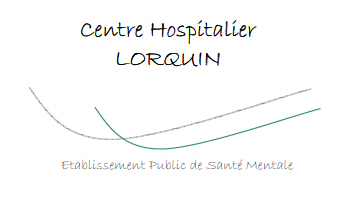 Centre Hospitalier
LORQUIN
Etablissement Public de Santé Mentale